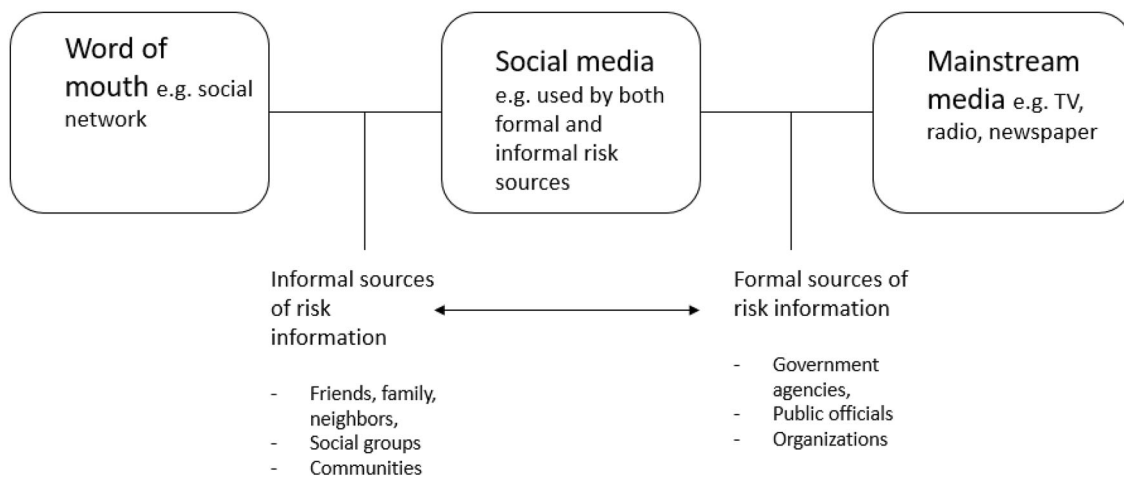 Word of
mouth e.g. social
network
Social media
e.g. used by both
formal and
informal risk
sources
Mainstream
media e.g. TV,
radio, newspaper
Informal sources
of risk
information
- Friends, family,
neighbors,
- Social groups
- Communities
Formal sources of
risk information
- Government
agencies,
- Public officials
- Organizations